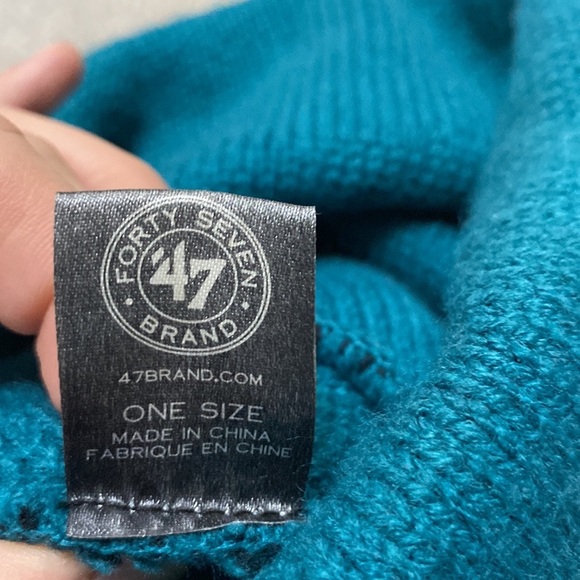 FORTY SEVEN
'47
BRAND
47BRAND.COM
ONE SIZE
MADE IN CHINA
FABRIQUE EN CHINE